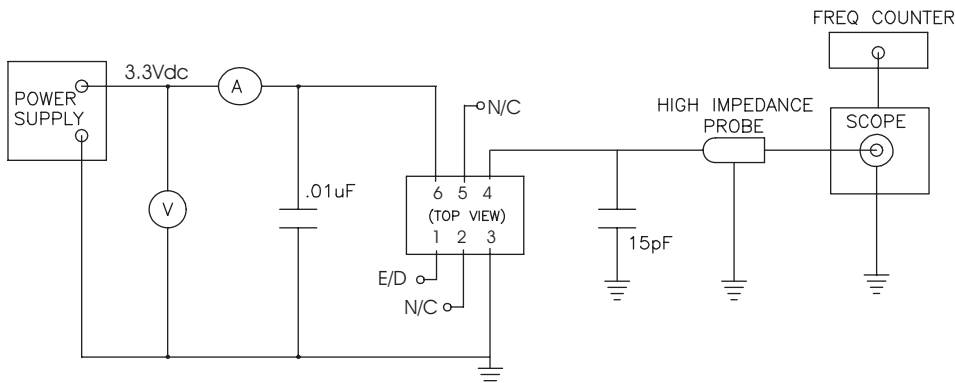 FREQ COUNTER
3.3Vdc
A
POWER
SUPPLY
N/C
HIGH IMPEDANCE
PROBE
SCOPE
6 5 4
(TOP VIEW)
1 2 3
.01uF
V
15pF
E/D
N/C